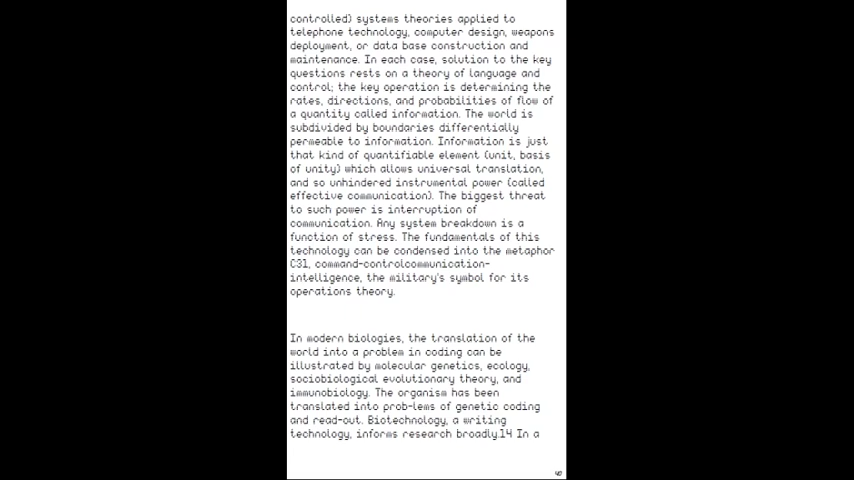 controlled) systems theories applied to
telephone technology, computer design, weapons
deployment, or data base construction and
maintenance. In each case, solution to the key
questions rests on a theory of language and
control; the key operation is determining the
rates, directions, and probabilities of flow of
a quantity called information. The world is
subdivided by boundaries differentially
permeable to information. Information is just
that kind of quantifiable element (unit, basis
of unity) which allows universal translation,
and so unhindered instrumental power (called
effective communication). The biggest threat
to such power is interruption of
communication. Any system breakdown is a
function of stress. The fundamentals of this
technology can be condensed into the metaphor
C31, command-controlcommunication-
intelligence, the military's symbol for its
operations theory.
In modern biologies, the translation of the
world into a problem in coding can be
illustrated by molecular genetics, ecology,
sociobiological evolutionary theory, and
immunobiology. The organism has been
translated into prob-lems of genetic coding
and read-out. Biotechnology, a writing
technology, informs research broadly.14 In a